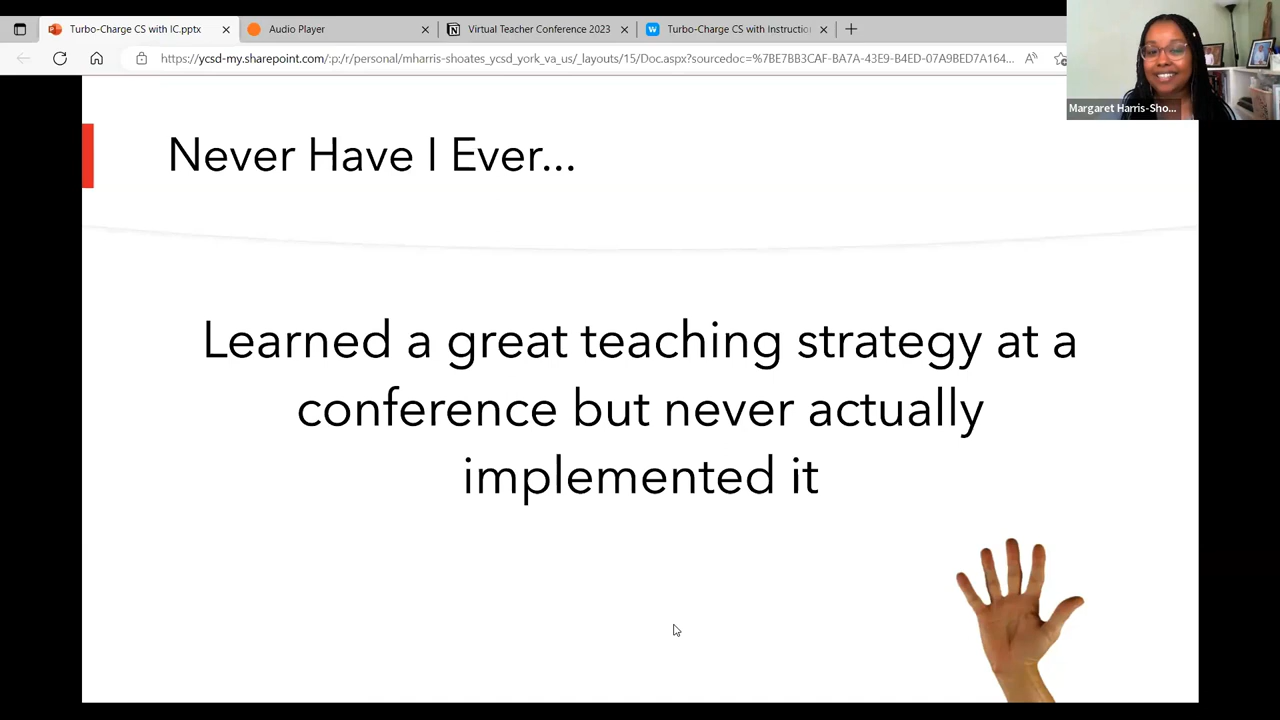 Turbo-Charge CS with IC.pptx
Audio Player
Virtual Teacher Conference 2023
Turbo-Charge CS with Instructio
https://ycsd-my.sharepoint.com/:p:/r/personal/mharris-shoates_ycsd_york_va_us/_layouts/15/Doc.aspx?sourcedoc=%7BE7BB3CAF-BA7A-43E9-B4ED-07A9BED7A164...
Margaret Harris-Sho...
Never Have I Ever...
Learned a great teaching strategy at a
conference but never actually
implemented it